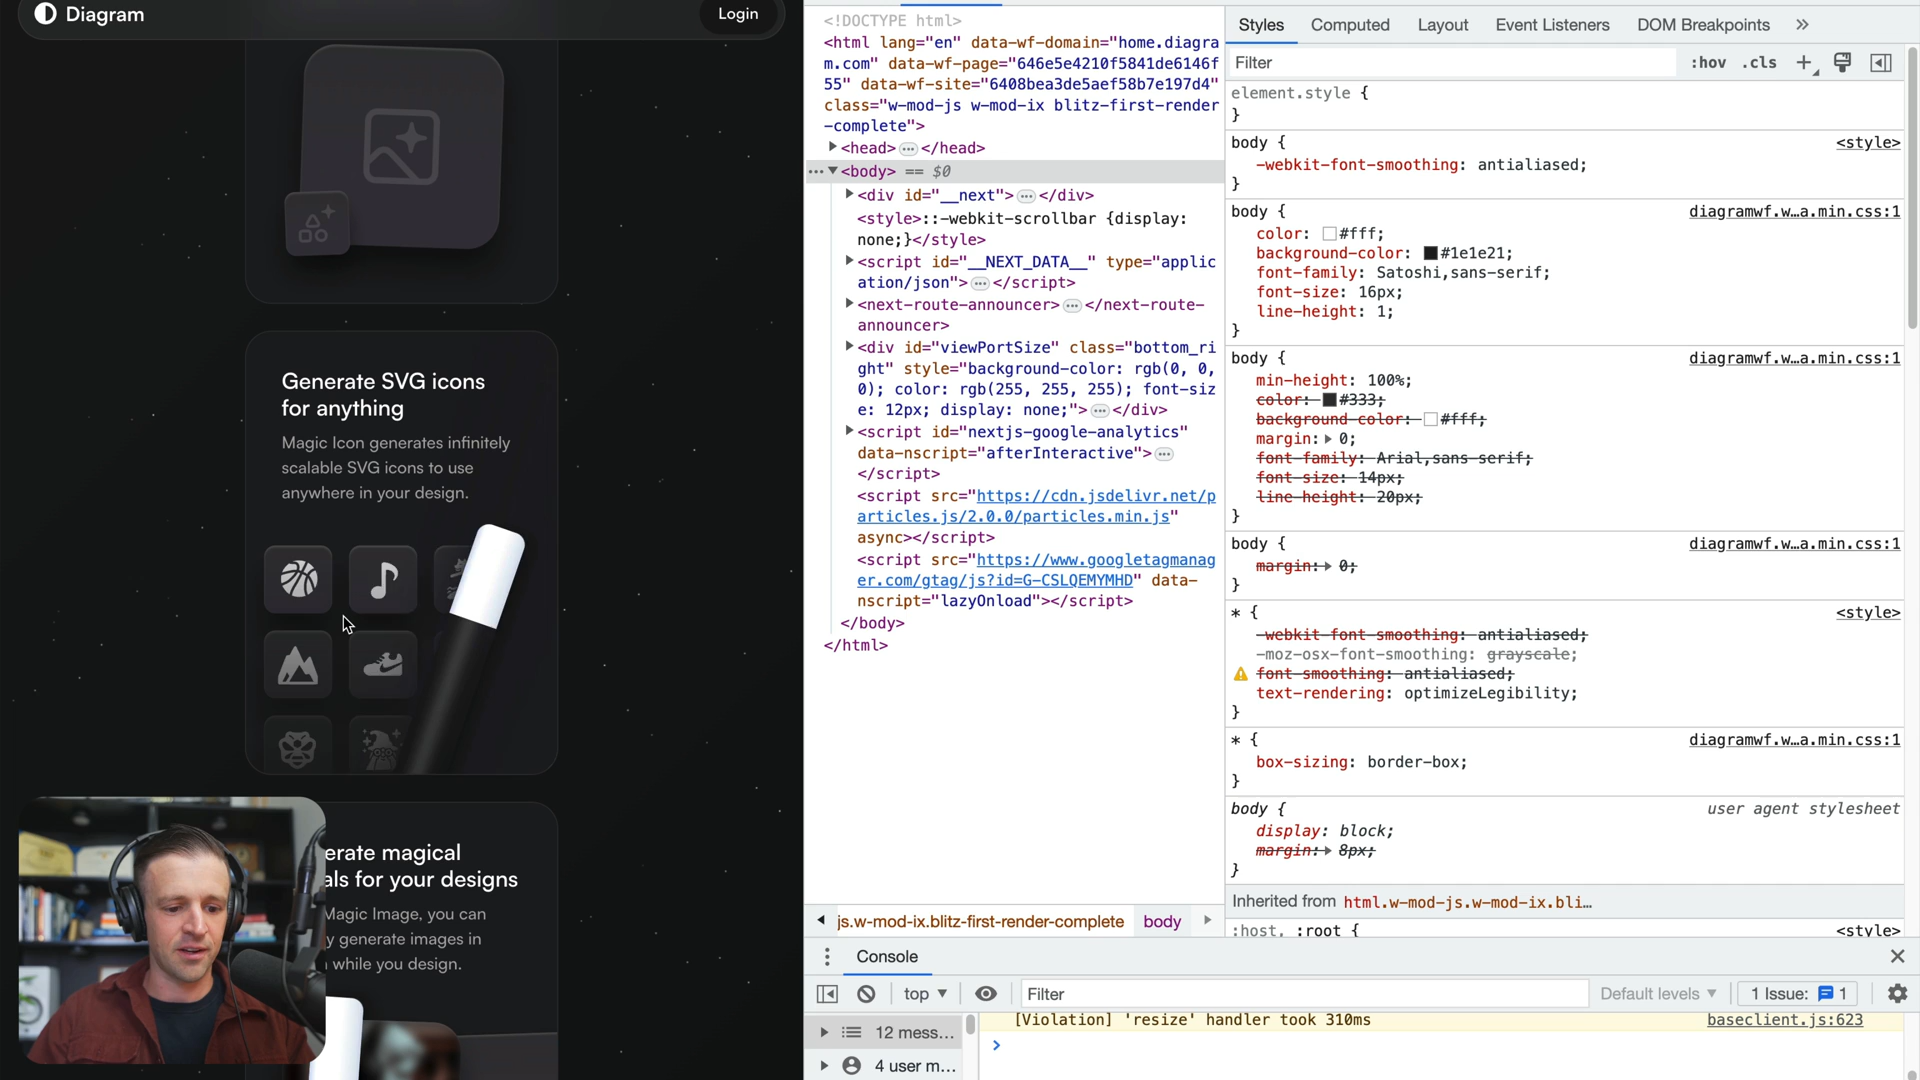 Diagram
Login
Generate SVG icons
for anything
Magic Icon generates infinitely
scalable SVG icons to use
anywhere in your design.
erate magical
als for your designs
Magic Image, you can
y generate images in
while you design.
<!DOCTYPE html>
<html lang="en" data-wf-domain="home.diagra
m.com" data-wf-page="646e5e4210f5841de6146f
55" data-wf-site="6408bea3de5aef58b7e197d4"
class="w-mod-js w-mod-ix blitz-first-render
-complete">
<head>…</head>
<body> == $0
<div id="__next">…</div>
<style>::-webkit-scrollbar {display:
none;}</style>
<script id="__NEXT_DATA__" type="applic
ation/json">…</script>
<next-route-announcer>…</next-route-
announcer>
<div id="viewPortSize" class="bottom_ri
ght" style="background-color: rgb(0, 0,
0); color: rgb(255, 255, 255); font-siz
e: 12px; display: none;">…</div>
<script id="nextjs-google-analytics"
data-nscript="afterInteractive">…
</script>
<script src="https://cdn.jsdelivr.net/p
articles.js/2.0.0/particles.min.js"
async></script>
<script src="https://www.googletagmanag
er.com/gtag/js?id=G-CSLQEMYMHD" data-
nscript="lazyOnload"></script>
</body>
</html>
js.w-mod-ix.blitz-first-render-complete body
Styles Computed Layout Event Listeners DOM Breakpoints »
Filter :hov .cls +
element.style {
}
body { <style>
-webkit-font-smoothing: antialiased;
}
body { diagramwf.w…a.min.css:1
color: #fff;
background-color: #1e1e21;
font-family: Satoshi,sans-serif;
font-size: 16px;
line-height: 1;
}
body { diagramwf.w…a.min.css:1
min-height: 100%;
color: #333;
background-color: #fff;
margin: 0;
font-family: Arial,sans-serif;
font-size: 14px;
line-height: 20px;
}
body { diagramwf.w…a.min.css:1
margin: 0;
}
* { <style>
-webkit-font-smoothing: antialiased;
-moz-osx-font-smoothing: grayscale;
font-smoothing: antialiased;
text-rendering: optimizeLegibility;
}
* { diagramwf.w…a.min.css:1
box-sizing: border-box;
}
body { user agent stylesheet
display: block;
margin: 8px;
}
Inherited from html.w-mod-js.w-mod-ix.bli…
:host, :root { <style>
Console
top Filter Default levels 1 Issue: 1
12 mess…
4 user m…
[Violation] 'resize' handler took 310ms baseclient.js:623